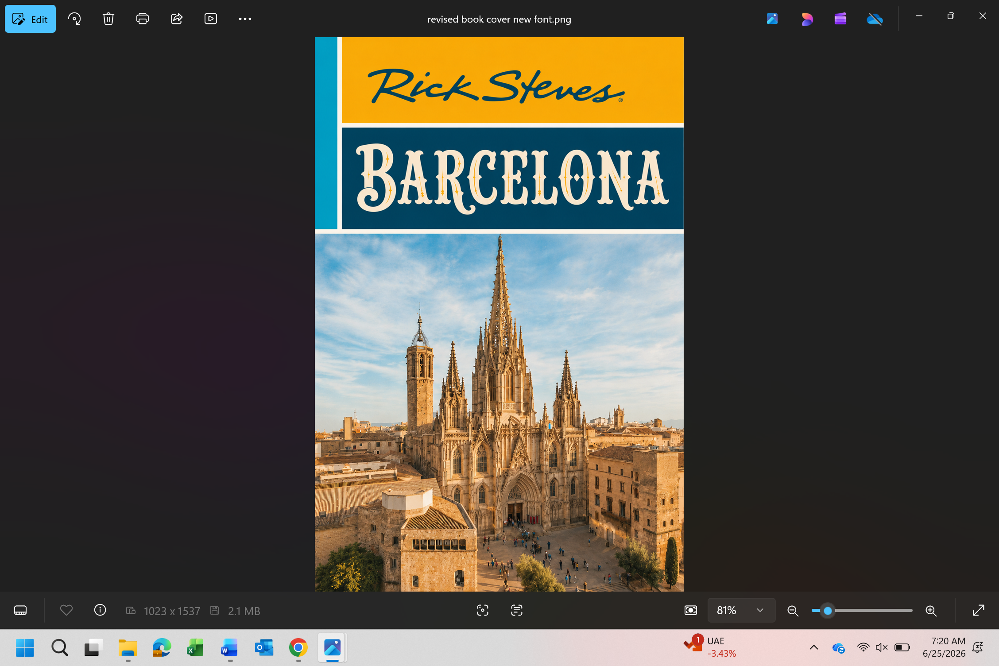 Edit
revised book cover new font.png
Rick Steves®
BARCELONA
1023 x 1537
2.1 MB
81%
1
UAE
-3.43%
7:20 AM
6/25/2026